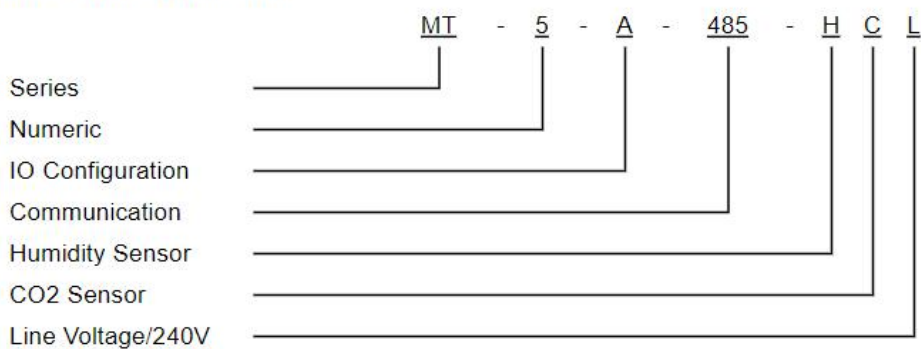 MT - 5 - A - 485 - H C L
Series
Numeric
IO Configuration
Communication
Humidity Sensor
CO2 Sensor
Line Voltage/240V